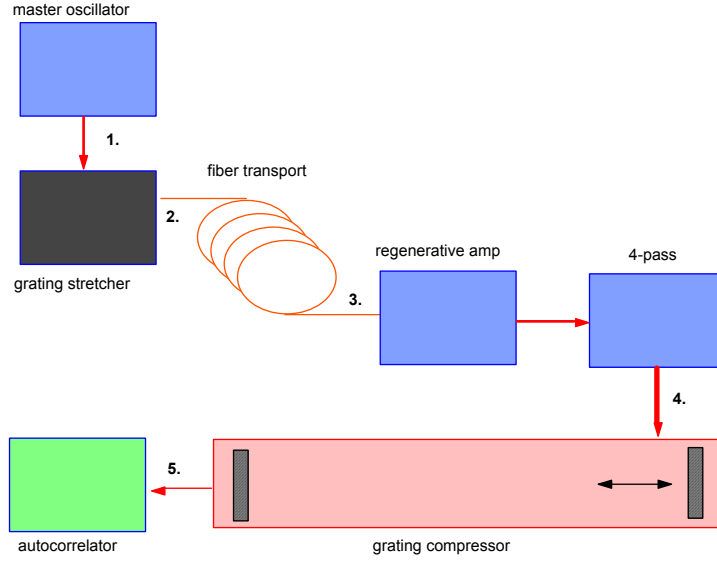 master oscillator
1.
fiber transport
2.
grating stretcher
regenerative amp
4-pass
3.
4.
5.
autocorrelator
grating compressor